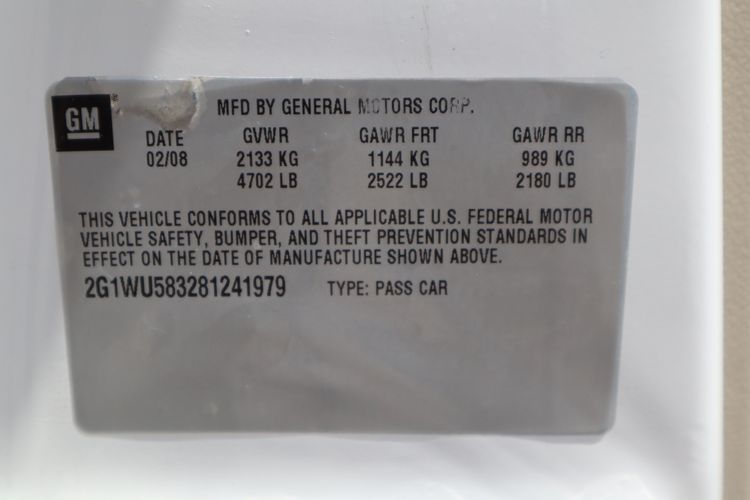 GM
MFD BY GENERAL MOTORS CORP.
DATE GVWR GAWR FRT GAWR RR
02/08 2133 KG 1144 KG 989 KG
4702 LB 2522 LB 2180 LB
THIS VEHICLE CONFORMS TO ALL APPLICABLE U.S. FEDERAL MOTOR
VEHICLE SAFETY, BUMPER, AND THEFT PREVENTION STANDARDS IN
EFFECT ON THE DATE OF MANUFACTURE SHOWN ABOVE.
2G1WU583281241979 TYPE: PASS CAR